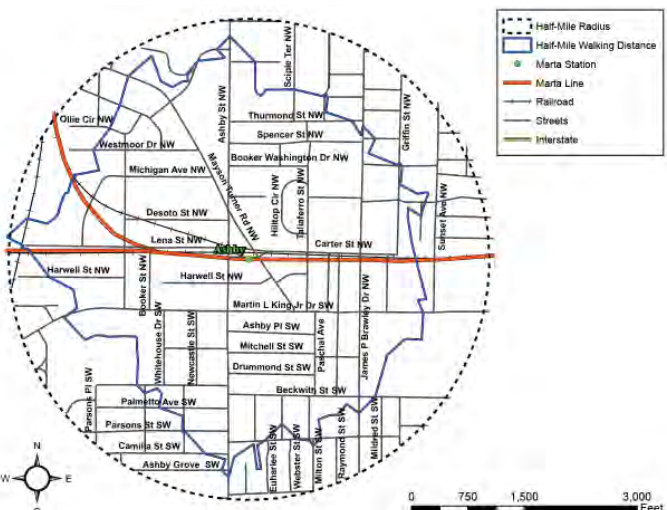 Half-Mile Radius
Half-Mile Walking Distance
Marta Station
Marta Line
Railroad
Streets
Interstate
Sciple Ter NW
Ollie Cir NW
Ashby St NW
Thurmond St NW
Griffin St NW
Spencer St NW
Westmoor Dr NW
Mayson Turner Rd NW
Booker Washington Dr NW
Michigan Ave NW
Hilltop Cir NW
Taliaferro St NW
Sunset Ave NW
Desoto St NW
Lena St NW
Ashby
Carter St NW
Harwell St NW
Harwell St NW
Booker St NW
Martin L King Jr Dr SW
James P Brawley Dr NW
Whitehouse Dr SW
Newcastle St SW
Ashby Pl SW
Paschal Ave
Mitchell St SW
Drummond St SW
Parsons Pl SW
Beckwith St SW
Palmetto Ave SW
Parsons St SW
Camilla St SW
Ashby Grove SW
Euharlee St SW
Webster St SW
Milton St SW
Raymond St SW
Mildred St SW
N
W
E
0 750 1,500 3,000
Feet